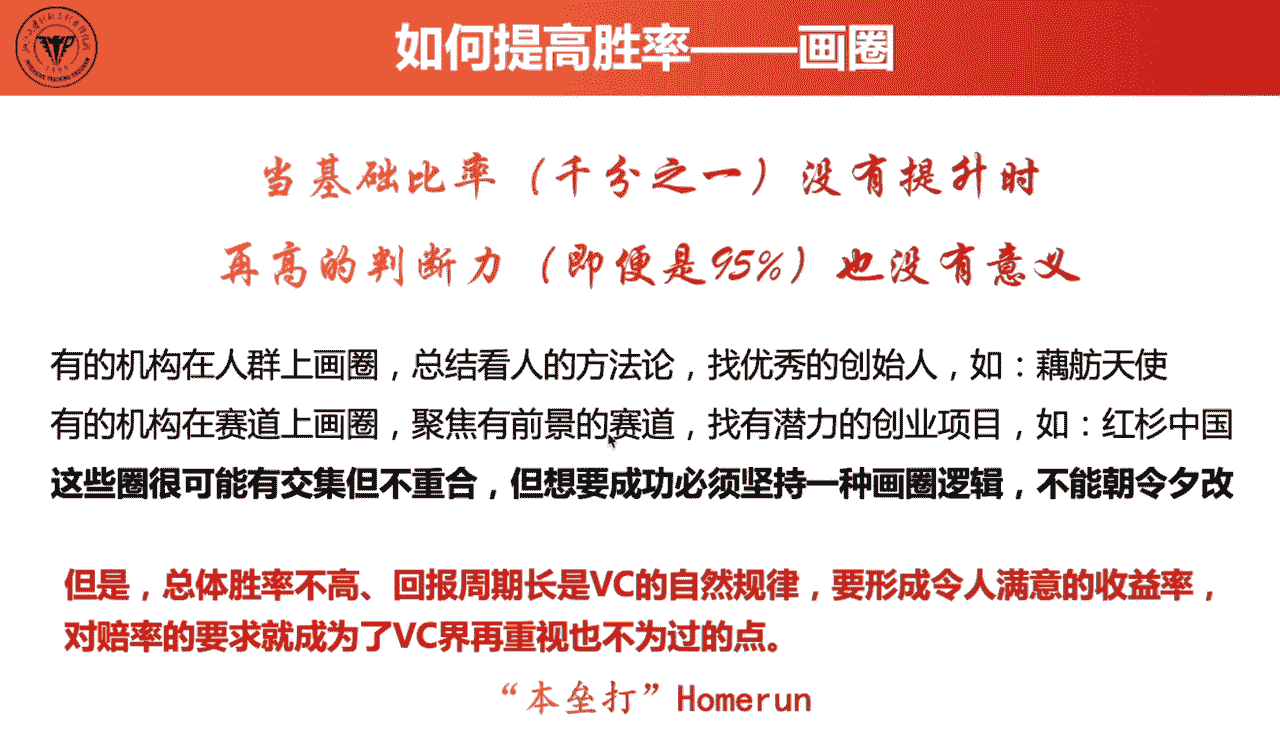 如何提高胜率——画圈
当基础比率（千分之一）没有提升时
再高的判断力（即便是95%）也没有意义
有的机构在人群上画圈，总结看人的方法论，找优秀的创始人，如：藕舫天使
有的机构在赛道上画圈，聚焦有前景的赛道，找有潜力的创业项目，如：红杉中国
这些圈很可能有交集但不重合，但想要成功必须坚持一种画圈逻辑，不能朝令夕改
但是，总体胜率不高、回报周期长是VC的自然规律，要形成令人满意的收益率，
对赔率的要求就成为了VC界再重视也不为过的点。
“本垒打”Homerun